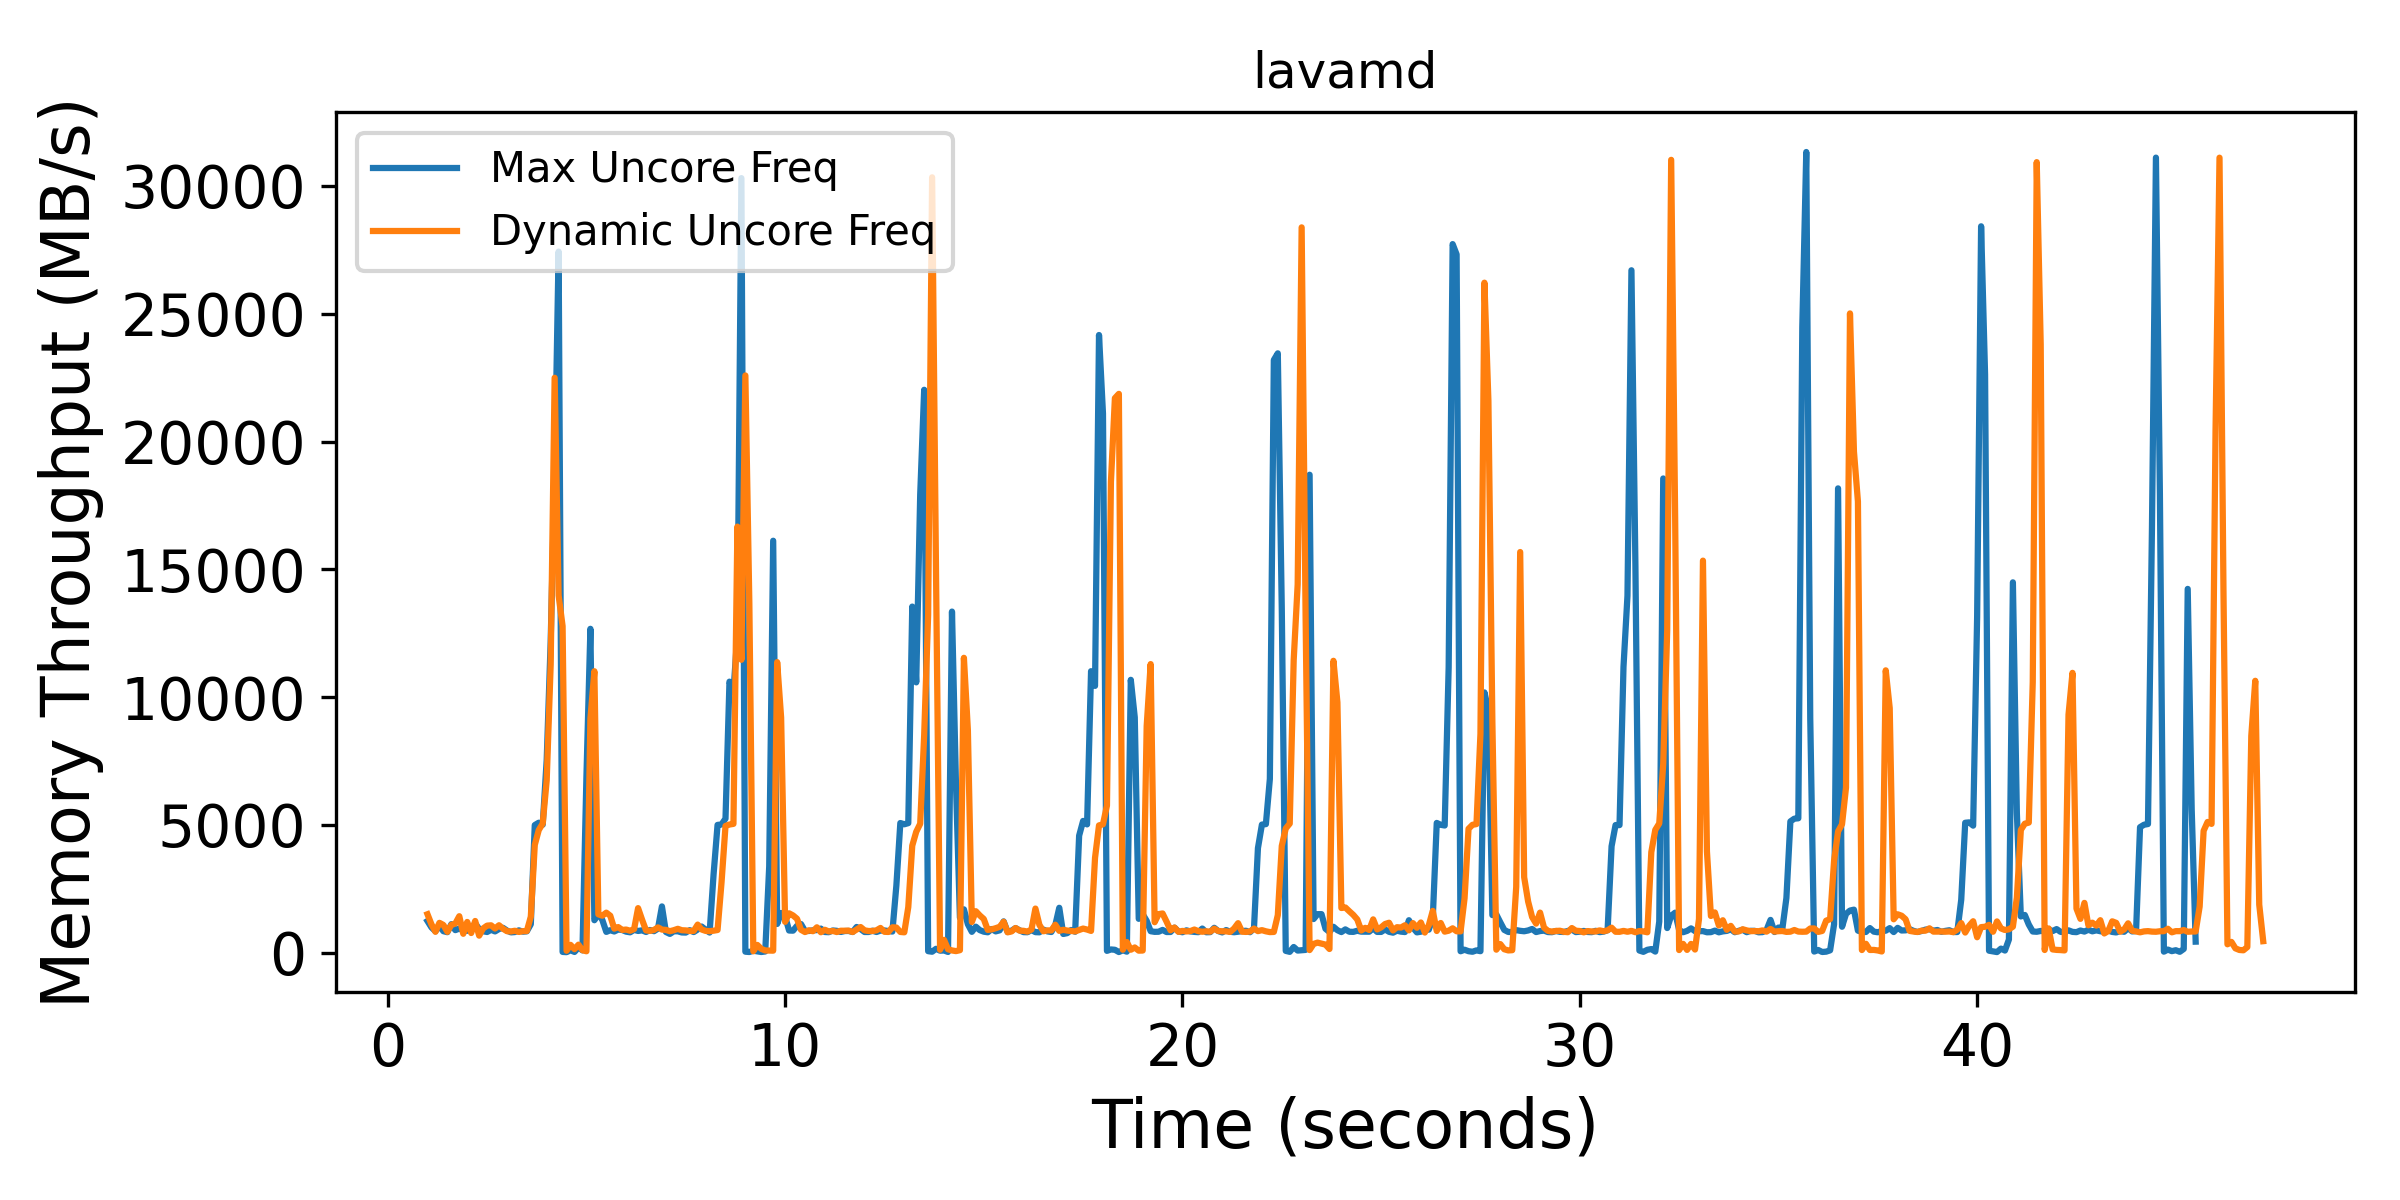 lavamd
Memory Throughput (MB/s)
30000
25000
20000
15000
10000
5000
0
Max Uncore Freq
Dynamic Uncore Freq
0 10 20 30 40
Time (seconds)